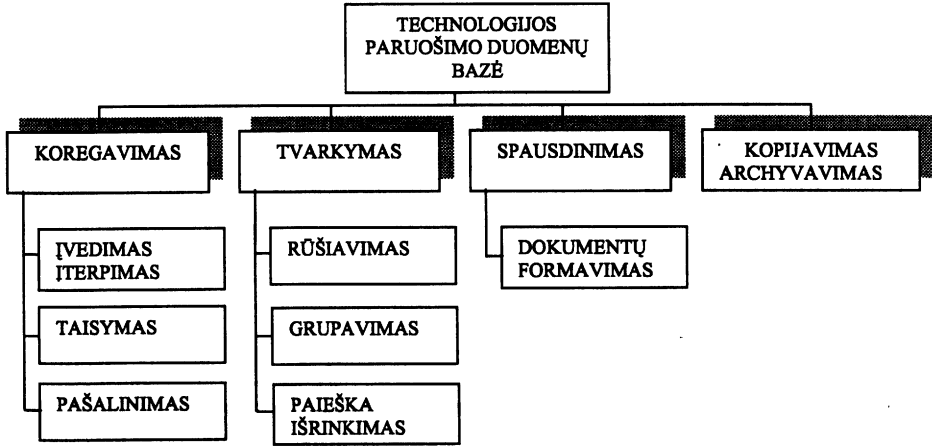 TECHNOLOGIJOS
PARUOŠIMO DUOMENŲ
BAZĖ
KOREGAVIMAS
TVARKYMAS
SPAUSDINIMAS
KOPIJAVIMAS
ARCHYVAVIMAS
ĮVEDIMAS
ĮTERPIMAS
TAISYMAS
PAŠALINIMAS
RŪŠIAVIMAS
GRUPAVIMAS
PAIEŠKA
IŠRINKIMAS
DOKUMENTŲ
FORMAVIMAS